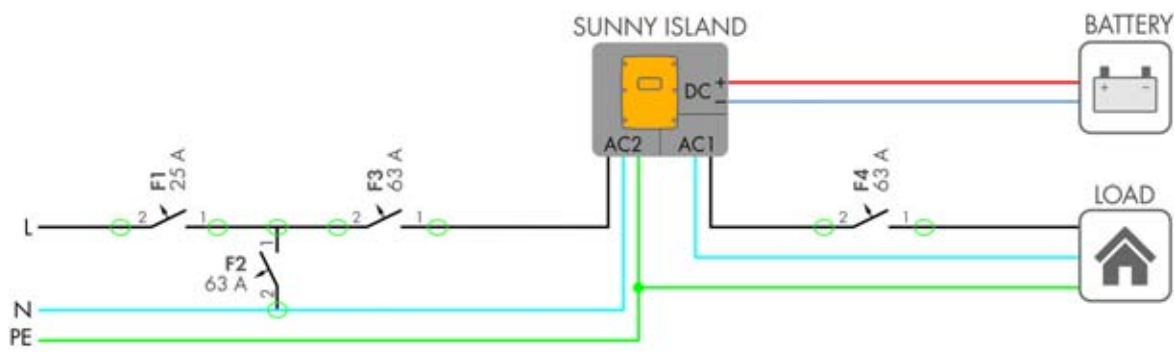 SUNNY ISLAND
BATTERY
DC + −
+ −
AC2 AC1
F1
25 A
F3
63 A
F4
63 A
LOAD
L 2 1 2 1 2 1
1
F2
63 A
2
N
PE